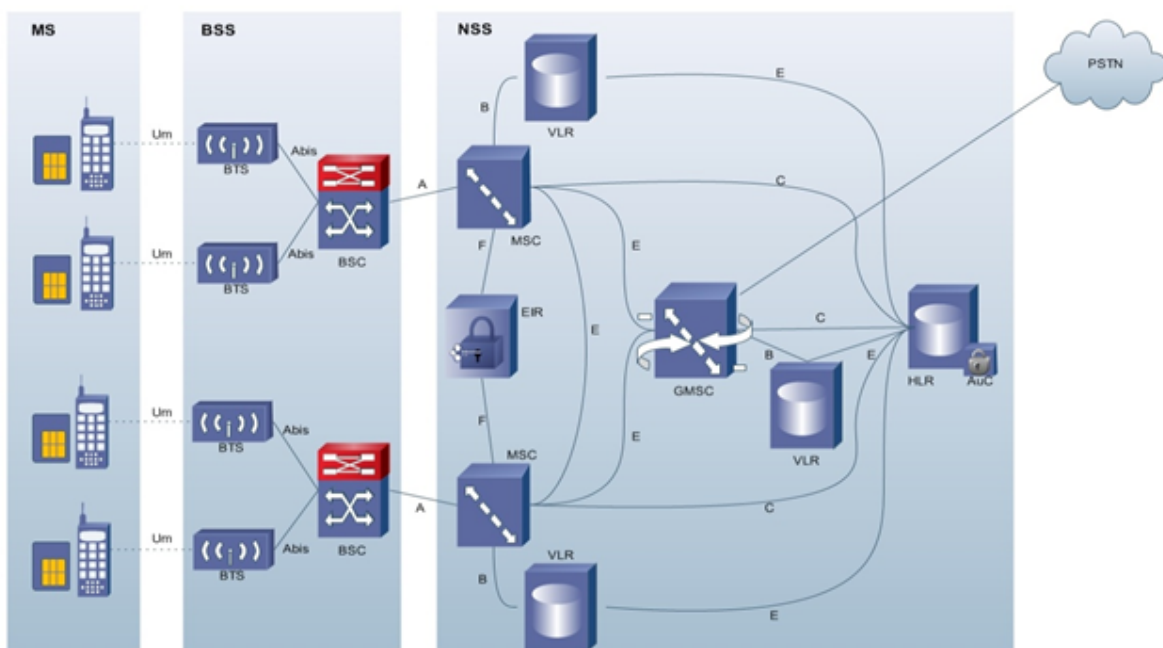 MS
BSS
NSS
PSTN
E
B
VLR
Um
Abis
BTS
A
C
MSC
F
E
Um
Abis
BTS
BSC
EIR
E
C
B
E
GMSC
HLR
AuC
Um
Abis
BTS
F
E
MSC
VLR
A
C
Um
Abis
BTS
BSC
VLR
B
E